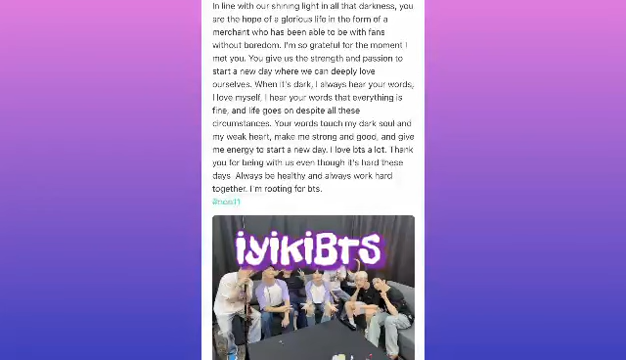 In line with our shining light in all that darkness, you
are the hope of a glorious life in the form of a
merchant who has been able to be with fans
without boredom. I'm so grateful for the moment I
met you. You give us the strength and passion to
start a new day where we can deeply love
ourselves. When it's dark, I always hear your words,
I love myself, I hear your words that everything is
fine, and life goes on despite all these
circumstances. Your words touch my dark soul and
my weak heart, make me strong and good, and give
me energy to start a new day. I love bts a lot. Thank
you for being with us even though it's hard these
days. Always be healthy and always work hard
together. I'm rooting for bts.
iyikiBTS